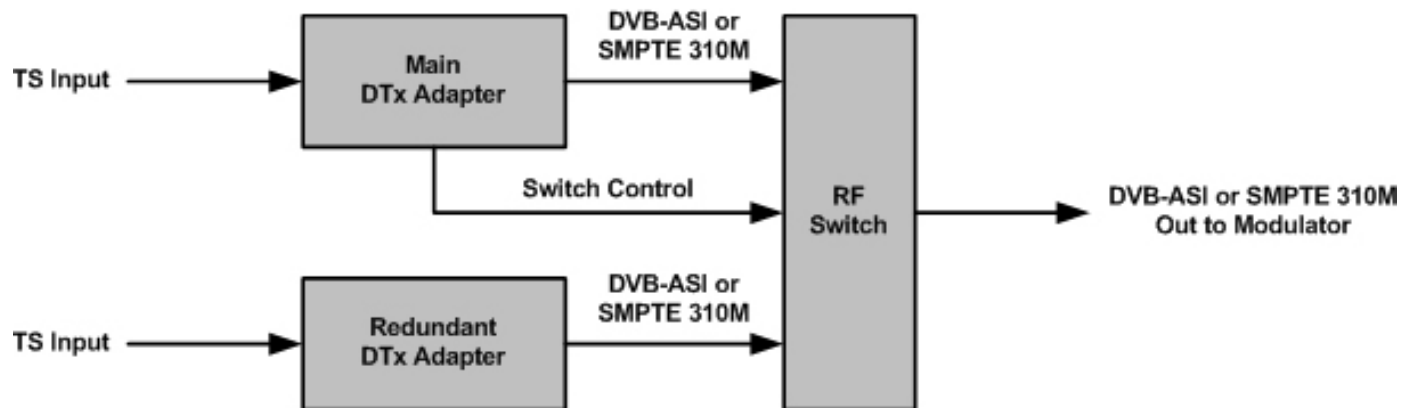 TS Input
Main
DTx Adapter
DVB-ASI or
SMPTE 310M
Switch Control
RF
Switch
DVB-ASI or SMPTE 310M
Out to Modulator
TS Input
Redundant
DTx Adapter
DVB-ASI or
SMPTE 310M